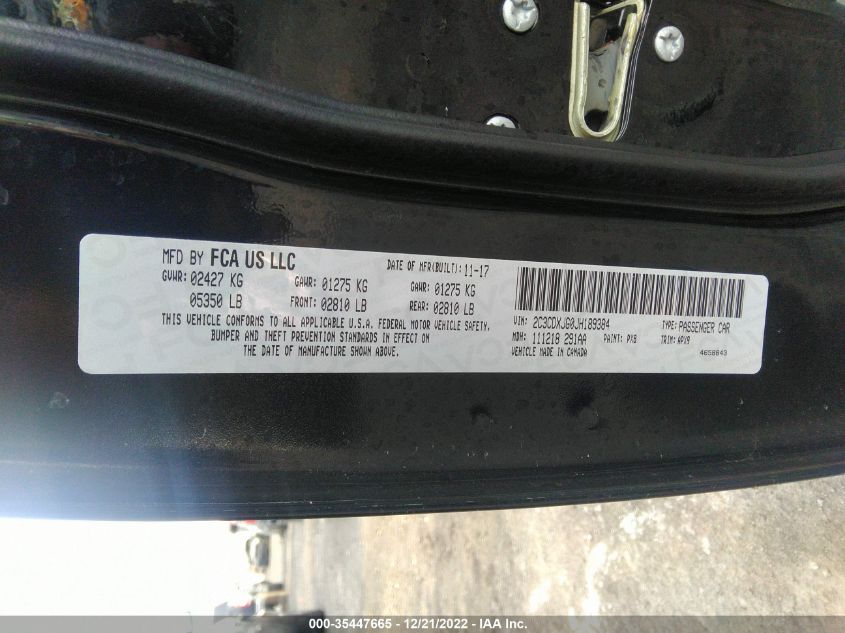 MFD BY FCA US LLC
DATE OF MFR(BUILT): 11-17
GVWR: 02427 KG GAWR: 01275 KG GAWR: 01275 KG
05350 LB FRONT: 02810 LB REAR: 02810 LB
THIS VEHICLE CONFORMS TO ALL APPLICABLE U.S. FEDERAL MOTOR VEHICLE SAFETY,
BUMPER AND THEFT PREVENTION STANDARDS IN EFFECT ON
THE DATE OF MANUFACTURE SHOWN ABOVE.
VIN: 2C3CDXJG0JH189384 TYPE: PASSENGER CAR
MDH: 111218 291AA PAINT: PX8 TRIM: APX9
VEHICLE MADE IN CANADA 4658843
000-35447665 - 12/21/2022 - IAA Inc.